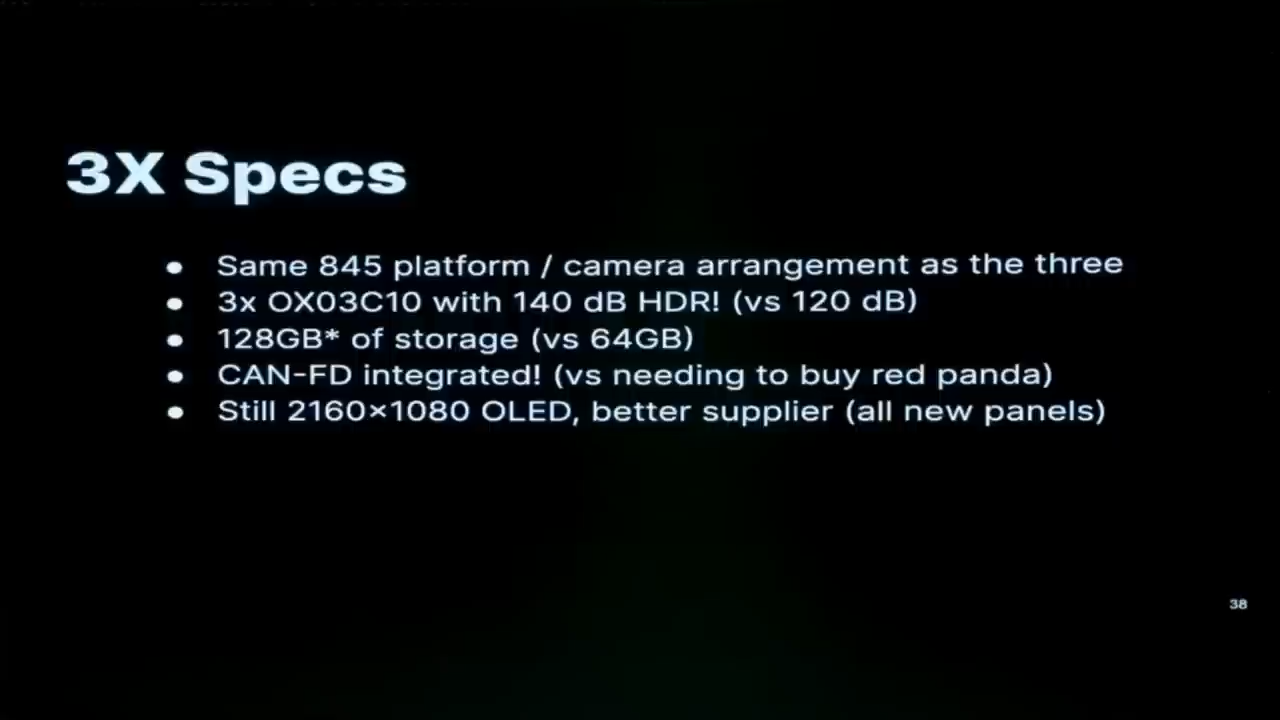 3X Specs
● Same 845 platform / camera arrangement as the three
● 3x OX03C10 with 140 dB HDR! (vs 120 dB)
● 128GB* of storage (vs 64GB)
● CAN-FD integrated! (vs needing to buy red panda)
● Still 2160×1080 OLED, better supplier (all new panels)
38